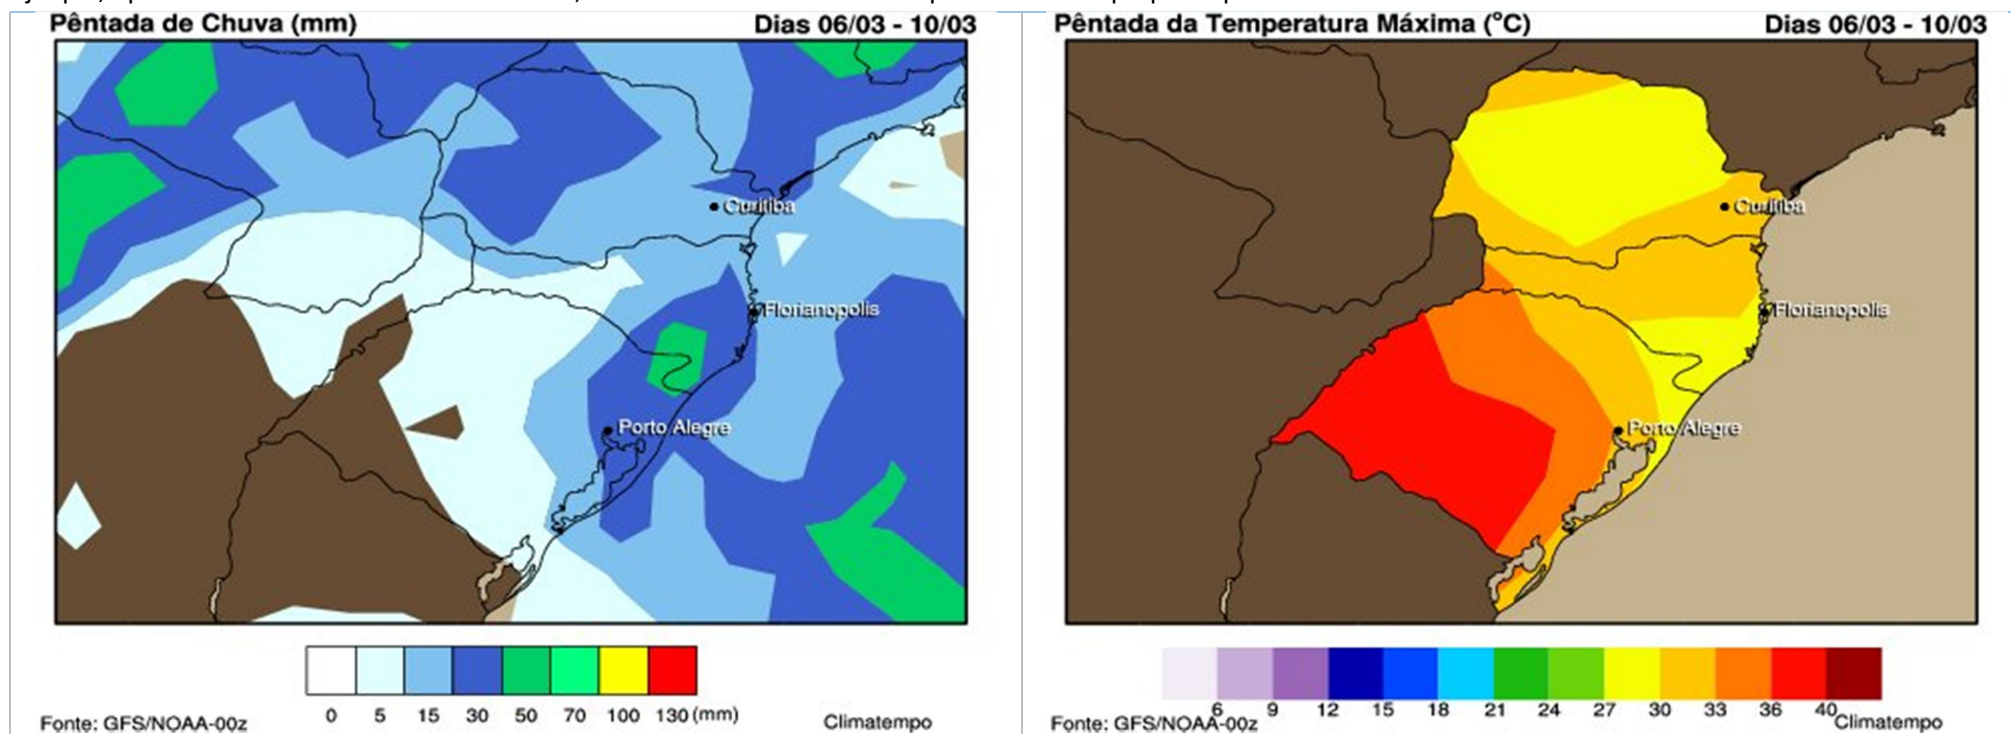 Pêntada de Chuva (mm)
Dias 06/03 - 10/03
Curitiba
Florianopolis
Porto Alegre
0 5 15 30 50 70 100 130 (mm)
Fonte: GFS/NOAA-00z
Climatempo
Pêntada da Temperatura Máxima (°C)
Dias 06/03 - 10/03
Curitiba
Florianopolis
Porto Alegre
6 9 12 15 18 21 24 27 30 33 36 40
Fonte: GFS/NOAA-00z
Climatempo